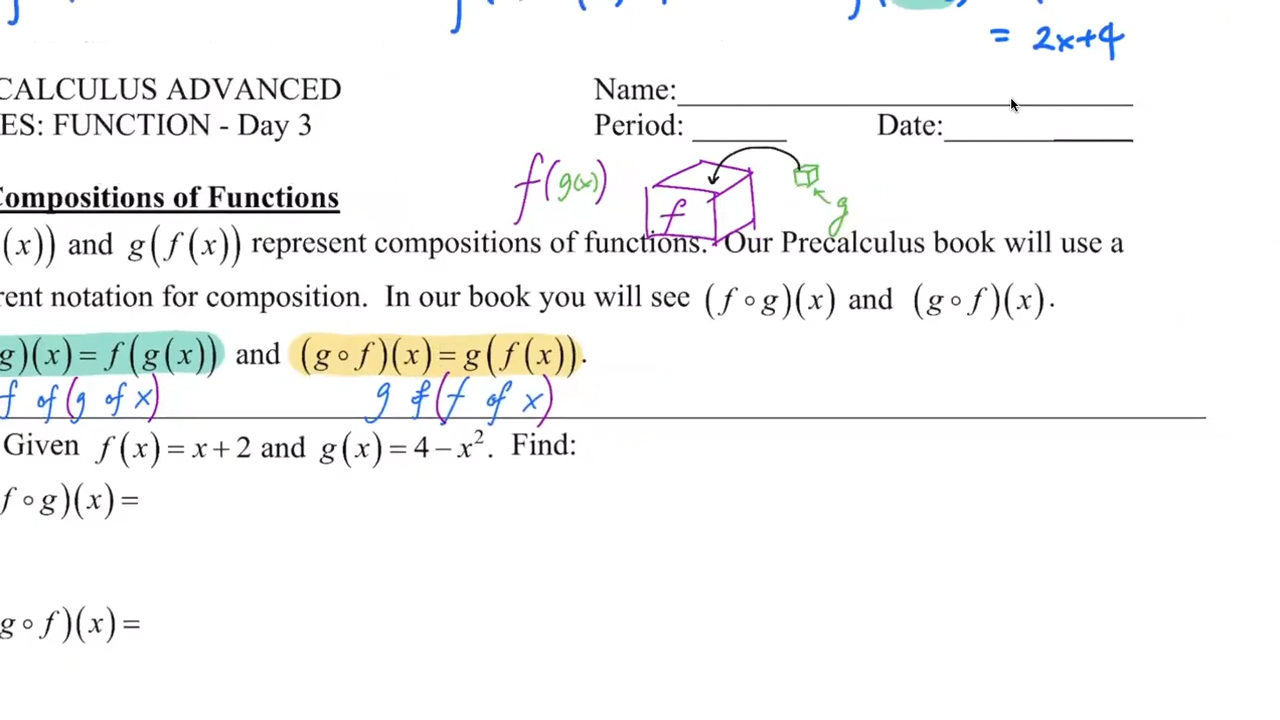 = 2x+4
CALCULUS ADVANCED Name:
ES: FUNCTION - Day 3 Period: Date:
f(g(x)) f g
Compositions of Functions
(x)) and g(f(x)) represent compositions of functions. Our Precalculus book will use a
rent notation for composition. In our book you will see (f∘g)(x) and (g∘f)(x).
g)(x)=f(g(x)) and (g∘f)(x)=g(f(x)).
f of (g of x) g of (f of x)
Given f(x)=x+2 and g(x)=4−x². Find:
f∘g)(x)=
g∘f)(x)=